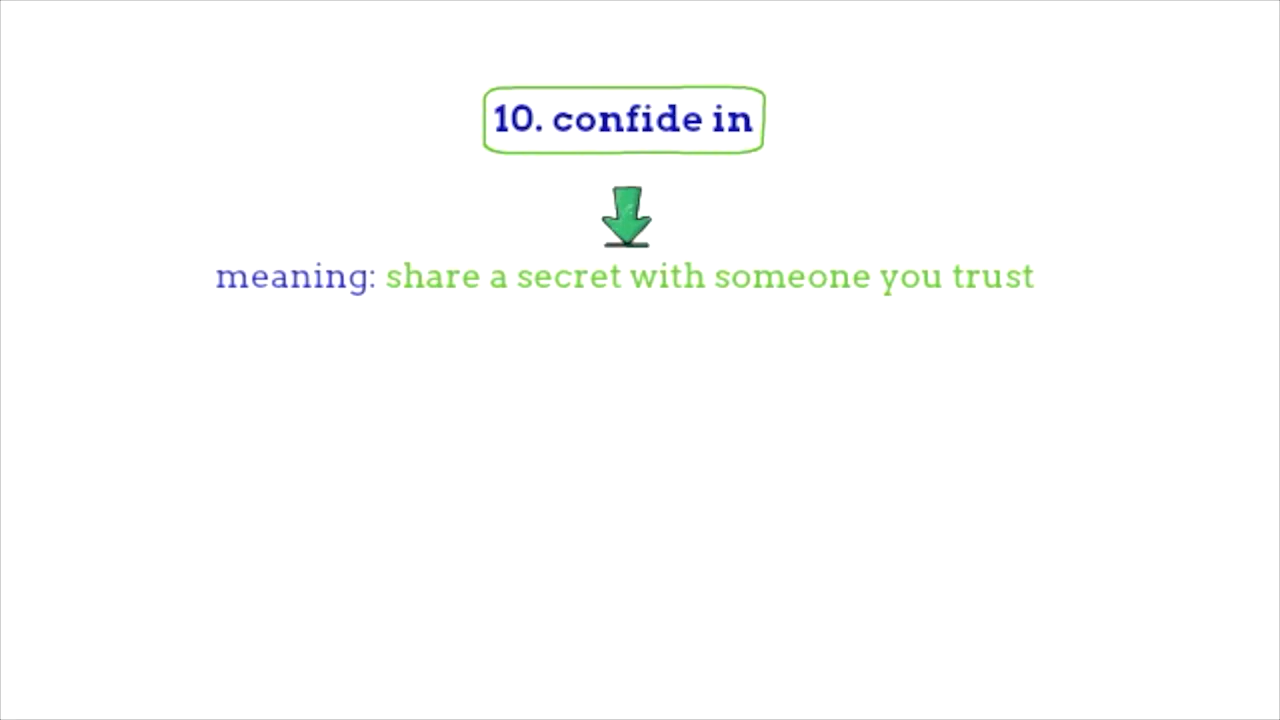 10. confide in
meaning: share a secret with someone you trust